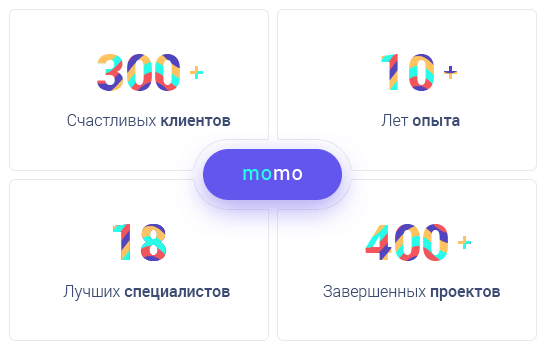 300+
Счастливых клиентов
10+
Лет опыта
momo
18
Лучших специалистов
400+
Завершенных проектов